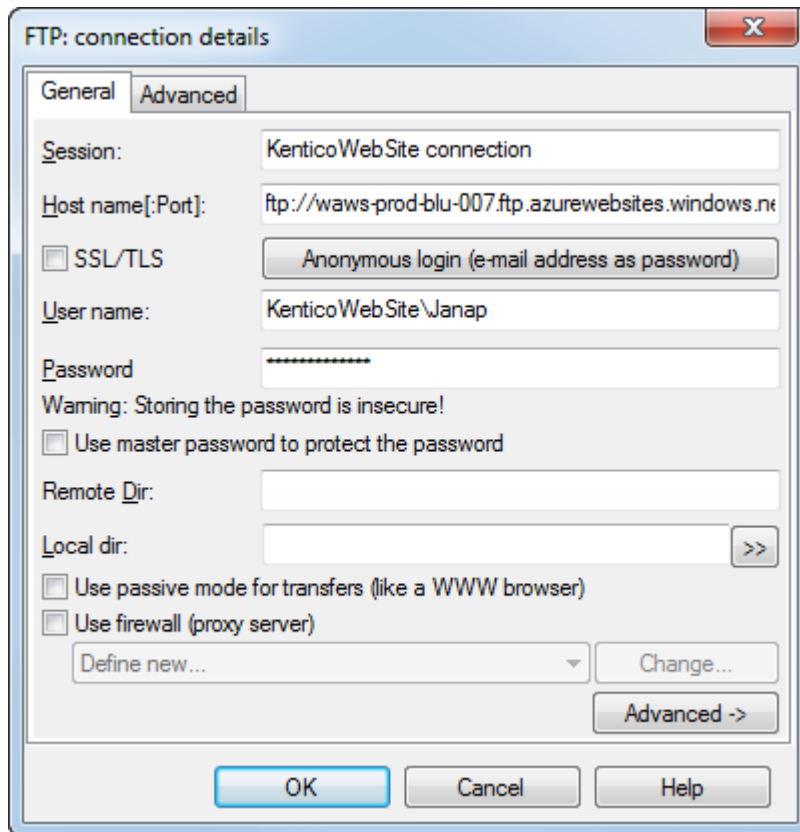 FTP: connection details
General Advanced
Session: KenticoWebSite connection
Host name[:Port]: ftp://waws-prod-blu-007.ftp.azurewebsites.windows.ne
SSL/TLS Anonymous login (e-mail address as password)
User name: KenticoWebSite\Janap
Password *************
Warning: Storing the password is insecure!
Use master password to protect the password
Remote Dir:
Local dir: >>
Use passive mode for transfers (like a WWW browser)
Use firewall (proxy server)
Define new... Change...
Advanced ->
OK Cancel Help